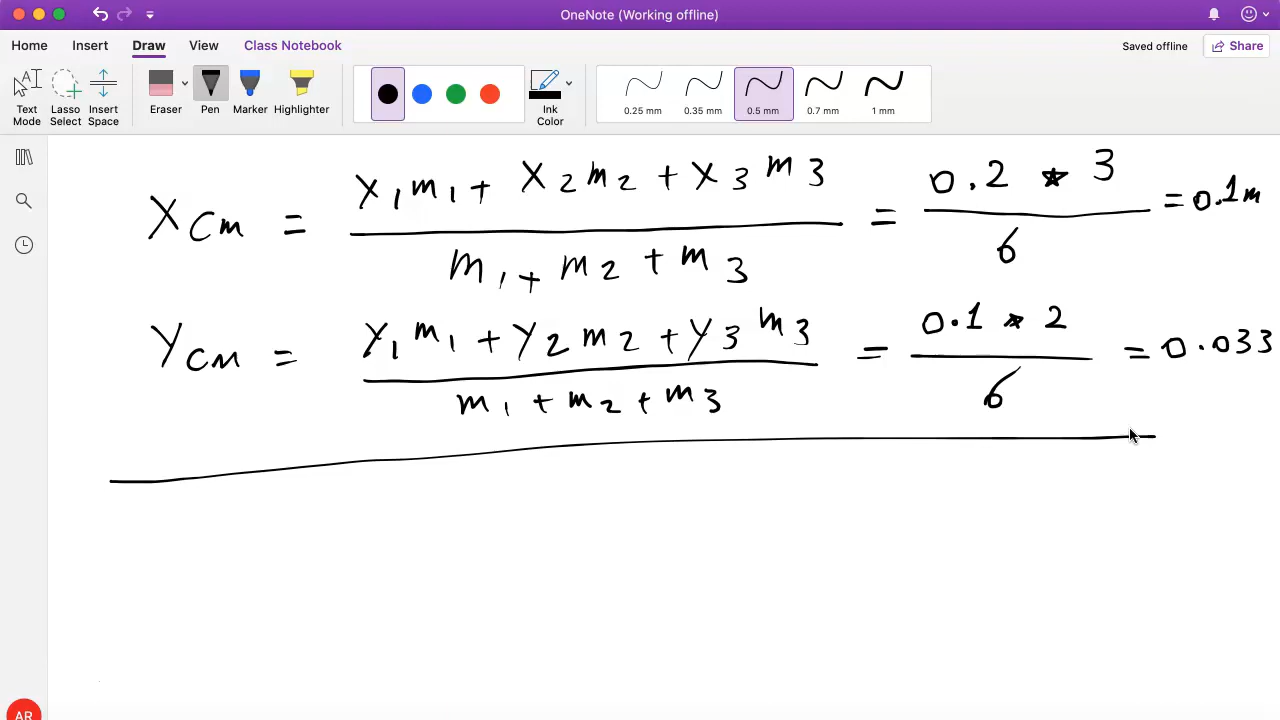 OneNote (Working offline)
Home Insert Draw View Class Notebook
Saved offline
Share
Text Mode
Lasso Select
Insert Space
Eraser
Pen
Marker
Highlighter
Ink Color
0.25 mm
0.35 mm
0.5 mm
0.7 mm
1 mm
Xcm = (x₁m₁ + x₂m₂ + x₃m₃) / (m₁ + m₂ + m₃) = (0.2 * 3) / 6 = 0.1m
Ycm = (y₁m₁ + y₂m₂ + y₃m₃) / (m₁ + m₂ + m₃) = (0.1 * 2) / 6 = 0.033
AR